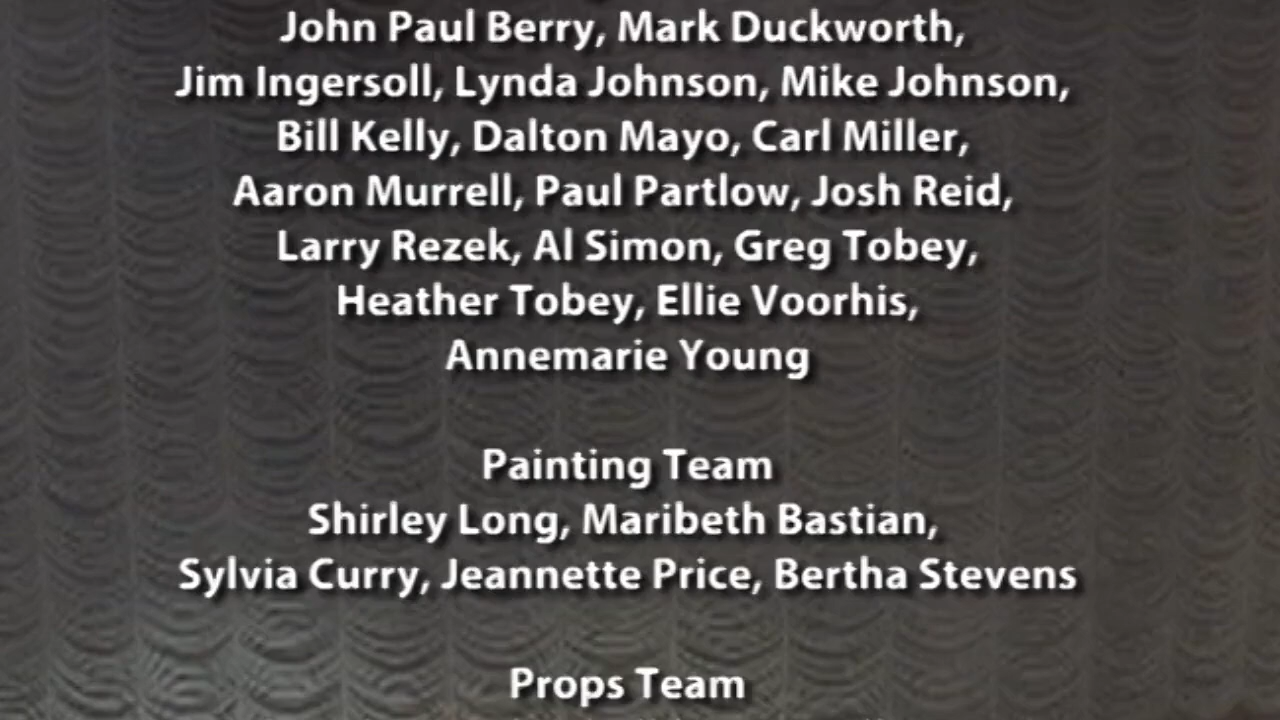 John Paul Berry, Mark Duckworth,
Jim Ingersoll, Lynda Johnson, Mike Johnson,
Bill Kelly, Dalton Mayo, Carl Miller,
Aaron Murrell, Paul Partlow, Josh Reid,
Larry Rezek, Al Simon, Greg Tobey,
Heather Tobey, Ellie Voorhis,
Annemarie Young
Painting Team
Shirley Long, Maribeth Bastian,
Sylvia Curry, Jeannette Price, Bertha Stevens
Props Team